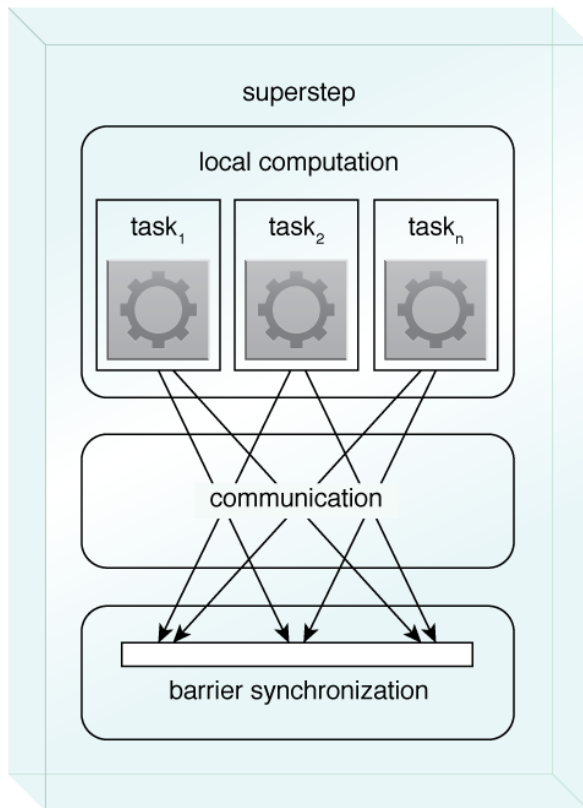 superstep
local computation
task₁ task₂ taskₙ
communication
barrier synchronization